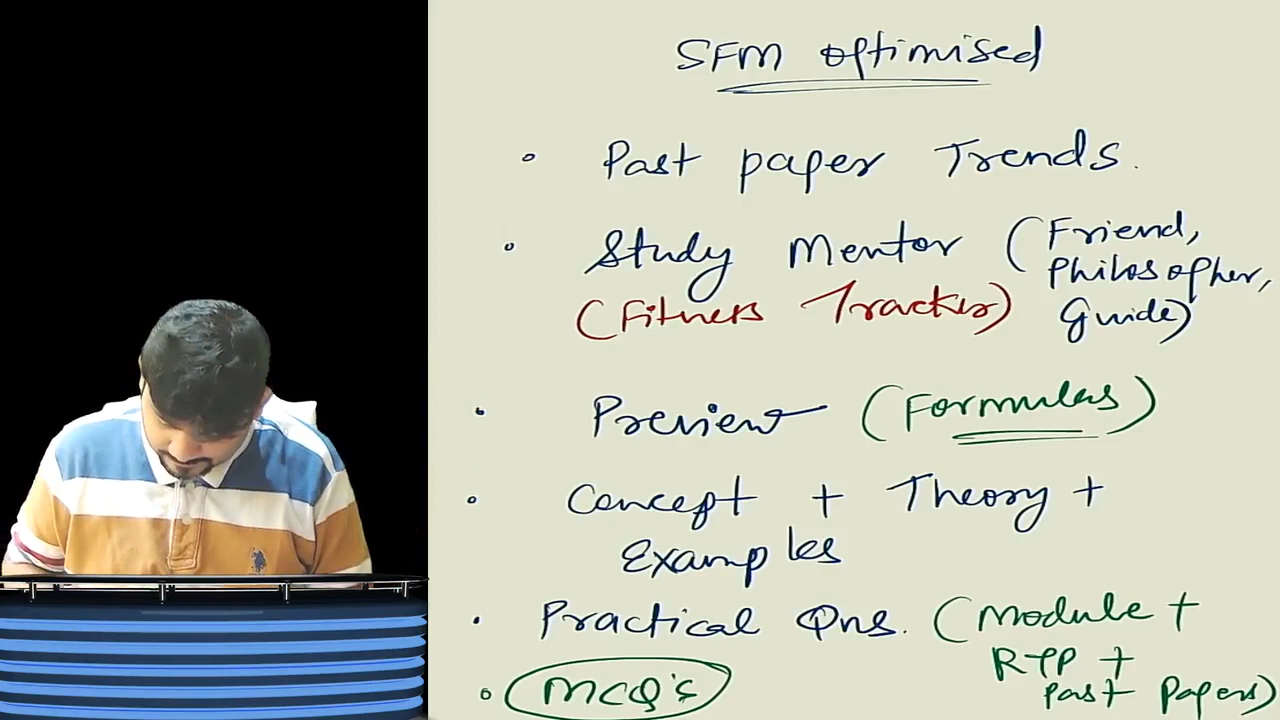 SFM optimised
• Past paper Trends.
• Study Mentor (Friend,
Philosopher,
(Fitness Tracker) Guide)
• Preview (Formulas)
• Concept + Theory +
Examples
• Practical Qns. (Module +
RTP +
Past Papers)
• MCQ's